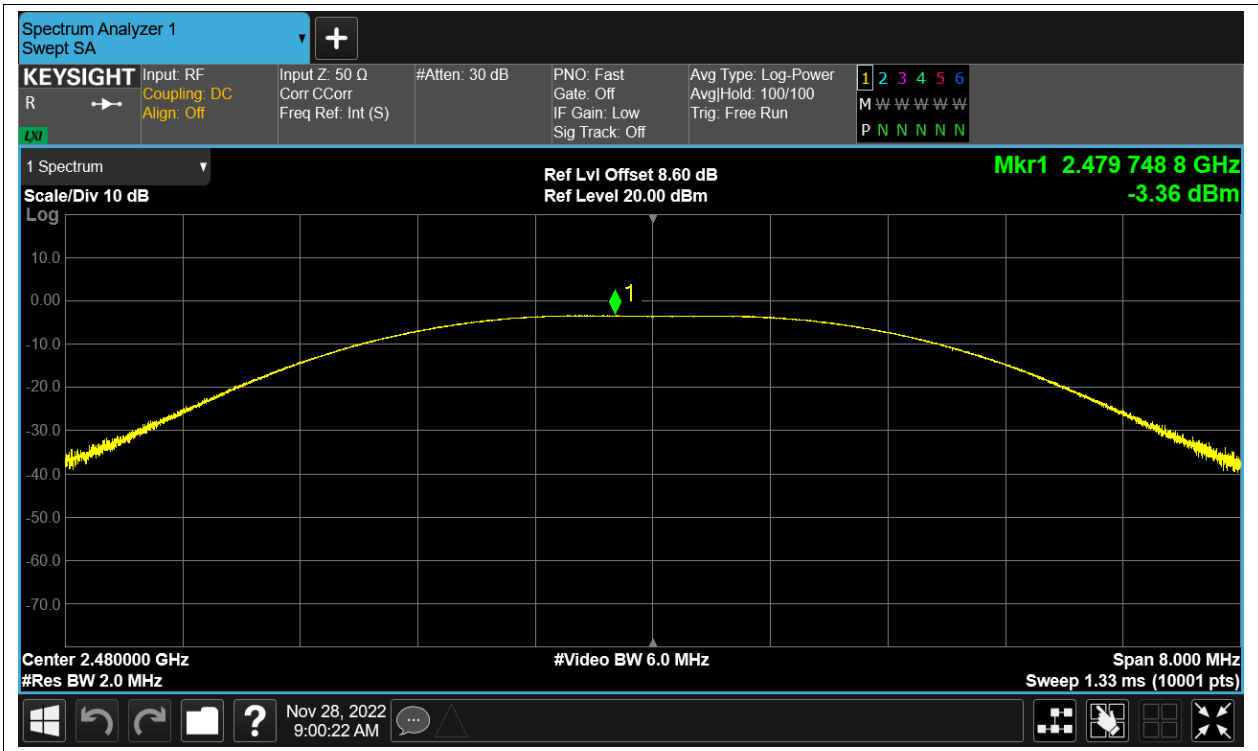 Spectrum Analyzer 1
Swept SA
+
KEYSIGHT
R
LXI
Input: RF
Coupling: DC
Align: Off
Input Z: 50 Ω
Corr CCorr
Freq Ref: Int (S)
#Atten: 30 dB
PNO: Fast
Gate: Off
IF Gain: Low
Sig Track: Off
Avg Type: Log-Power
Avg|Hold: 100/100
Trig: Free Run
1 2 3 4 5 6
M W W W W W
P N N N N N
1 Spectrum
Ref Lvl Offset 8.60 dB
Mkr1 2.479 748 8 GHz
Scale/Div 10 dB
Ref Level 20.00 dBm
-3.36 dBm
Log
10.0
0.00
1
-10.0
-20.0
-30.0
-40.0
-50.0
-60.0
-70.0
Center 2.480000 GHz
#Video BW 6.0 MHz
Span 8.000 MHz
#Res BW 2.0 MHz
Sweep 1.33 ms (10001 pts)
?
Nov 28, 2022
9:00:22 AM